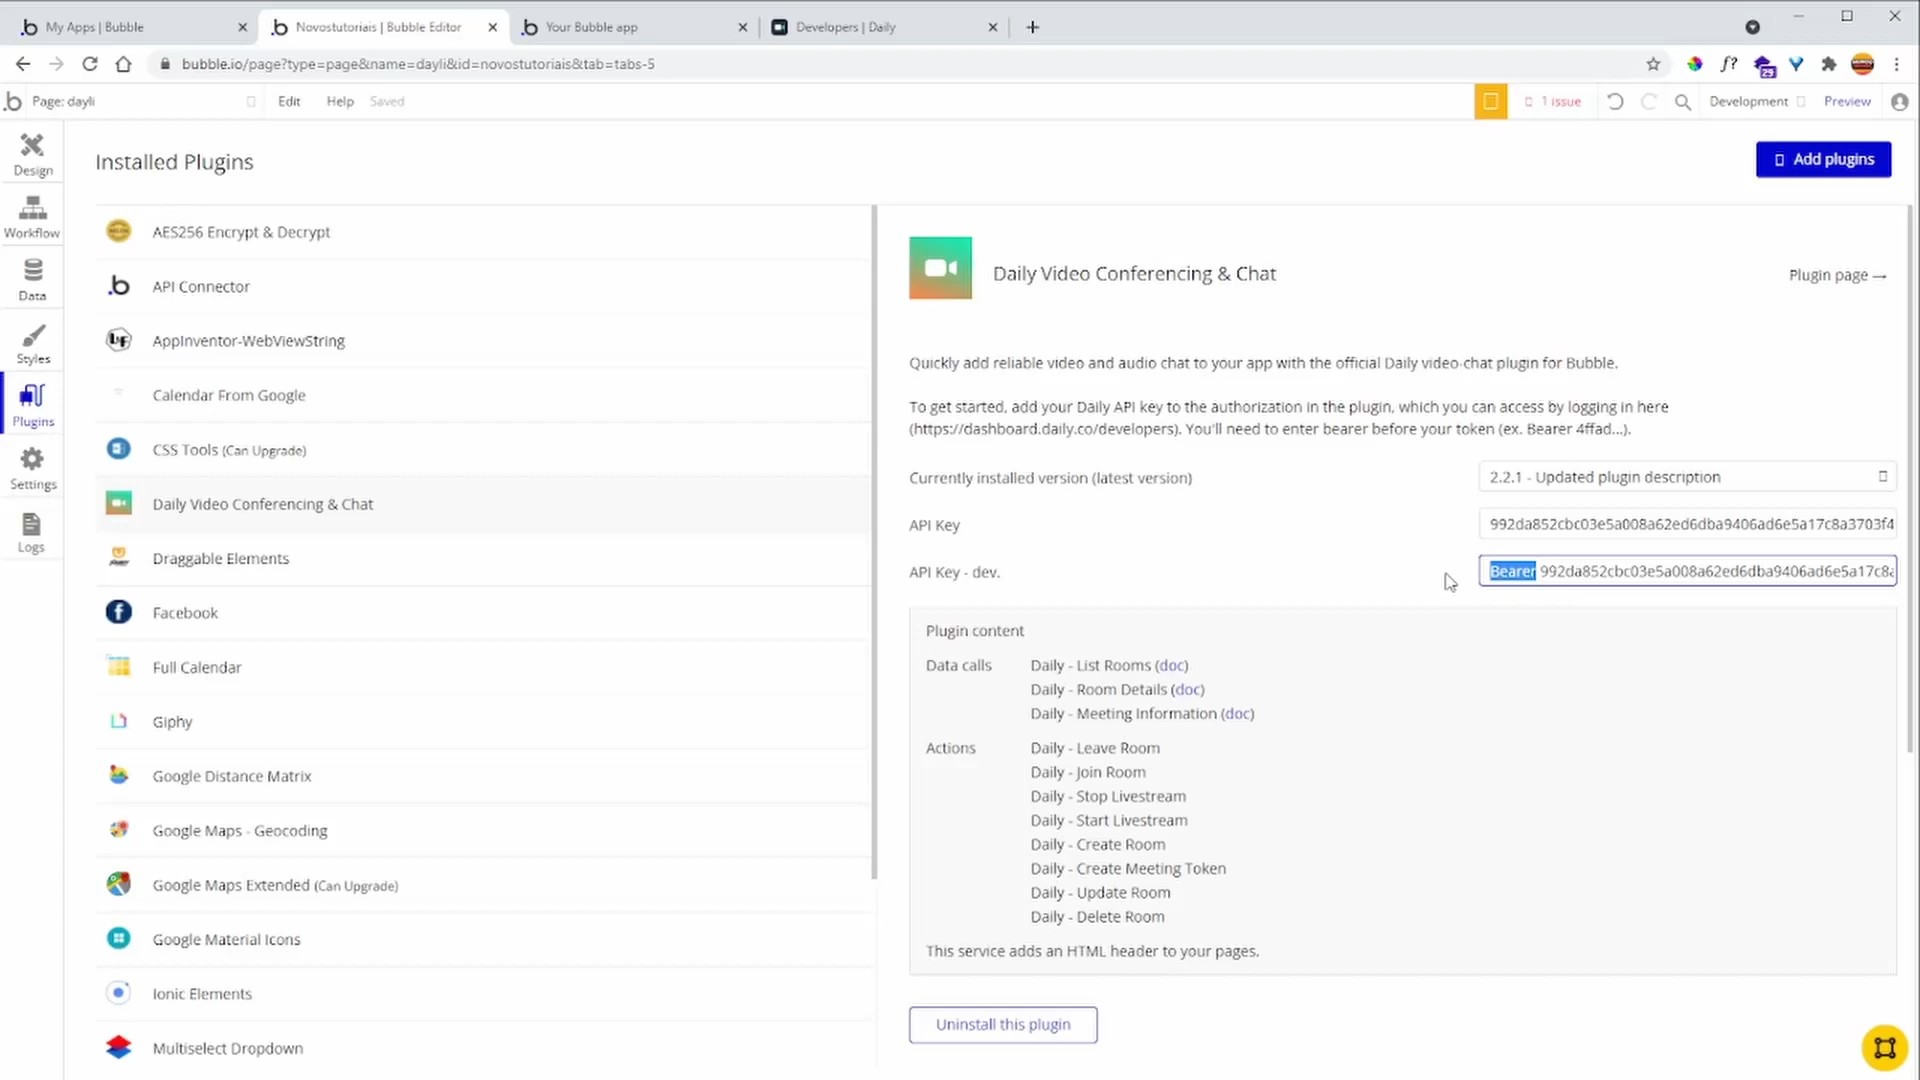 My Apps | Bubble
Novostutoriais | Bubble Editor
Your Bubble app
Developers | Daily
bubble.io/page?type=page&name=dayli&id=novostutoriais&tab=tabs-5
f?
29
Page: dayli
Edit
Help
Saved
1 issue
Development
Preview
Design
Workflow
Data
Styles
Plugins
Settings
Logs
Installed Plugins
Add plugins
AES256 Encrypt & Decrypt
API Connector
AppInventor-WebViewString
Calendar From Google
CSS Tools (Can Upgrade)
Daily Video Conferencing & Chat
Draggable Elements
Facebook
Full Calendar
Giphy
Google Distance Matrix
Google Maps - Geocoding
Google Maps Extended (Can Upgrade)
Google Material Icons
Ionic Elements
Multiselect Dropdown
Daily Video Conferencing & Chat
Plugin page →
Quickly add reliable video and audio chat to your app with the official Daily video-chat plugin for Bubble.
To get started, add your Daily API key to the authorization in the plugin, which you can access by logging in here
(https://dashboard.daily.co/developers). You'll need to enter bearer before your token (ex. Bearer 4ffad...).
Currently installed version (latest version)
2.2.1 - Updated plugin description
API Key
992da852cbc03e5a008a62ed6dba9406ad6e5a17c8a3703f4
API Key - dev.
Bearer 992da852cbc03e5a008a62ed6dba9406ad6e5a17c8a
Plugin content
Data calls
Daily - List Rooms (doc)
Daily - Room Details (doc)
Daily - Meeting Information (doc)
Actions
Daily - Leave Room
Daily - Join Room
Daily - Stop Livestream
Daily - Start Livestream
Daily - Create Room
Daily - Create Meeting Token
Daily - Update Room
Daily - Delete Room
This service adds an HTML header to your pages.
Uninstall this plugin